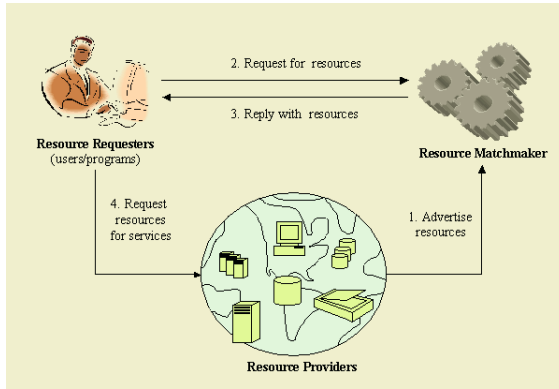 2. Request for resources
3. Reply with resources
Resource Requesters
(users/programs)
Resource Matchmaker
4. Request
resources
for services
1. Advertise
resources
Resource Providers